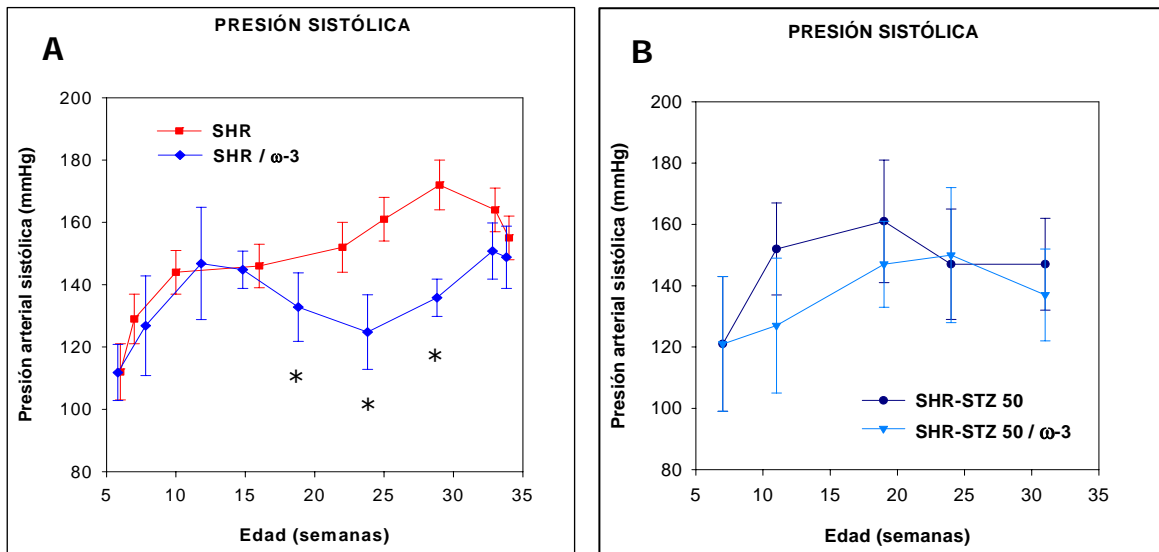 PRESIÓN SISTÓLICA
A
200
180
160
140
120
100
80
Presión arterial sistólica (mmHg)
SHR
SHR / ω-3
*
*
*
5 10 15 20 25 30 35
Edad (semanas)
PRESIÓN SISTÓLICA
B
200
180
160
140
120
100
80
Presión arterial sistólica (mmHg)
SHR-STZ 50
SHR-STZ 50 / ω-3
5 10 15 20 25 30 35
Edad (semanas)